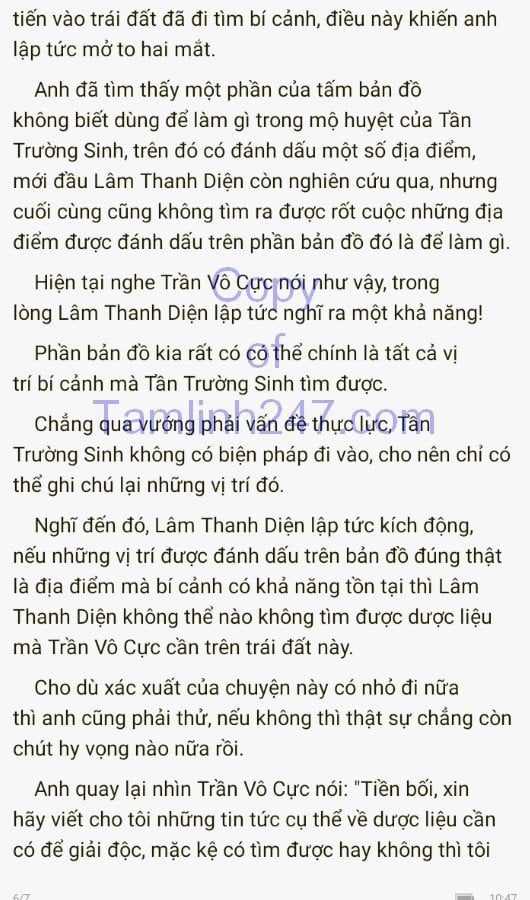 tiến vào trái đất đã đi tìm bí cảnh, điều này khiến anh
lập tức mở to hai mắt.
Anh đã tìm thấy một phần của tấm bản đồ
không biết dùng để làm gì trong mộ huyệt của Tần
Trường Sinh, trên đó có đánh dấu một số địa điểm,
mới đầu Lâm Thanh Diện còn nghiên cứu qua, nhưng
cuối cùng cũng không tìm ra được rốt cuộc những địa
điểm được đánh dấu trên phần bản đồ đó là để làm gì.
Hiện tại nghe Trần Vô Cực nói như vậy, trong
lòng Lâm Thanh Diện lập tức nghĩ ra một khả năng!
Copy
of
Tamlinh247.com
Phần bản đồ kia rất có có thể chính là tất cả vị
trí bí cảnh mà Tần Trường Sinh tìm được.
Chẳng qua vướng phải vấn đề thực lực, Tần
Trường Sinh không có biện pháp đi vào, cho nên chỉ có
thể ghi chú lại những vị trí đó.
Nghĩ đến đó, Lâm Thanh Diện lập tức kích động,
nếu những vị trí được đánh dấu trên bản đồ đúng thật
là địa điểm mà bí cảnh có khả năng tồn tại thì Lâm
Thanh Diện không thể nào không tìm được dược liệu
mà Trần Vô Cực cần trên trái đất này.
Cho dù xác xuất của chuyện này có nhỏ đi nữa
thì anh cũng phải thử, nếu không thì thật sự chẳng còn
chút hy vọng nào nữa rồi.
Anh quay lại nhìn Trần Vô Cực nói: "Tiền bối, xin
hãy viết cho tôi những tin tức cụ thể về dược liệu cần
có để giải độc, mặc kệ có tìm được hay không thì tôi
6/7
10:47